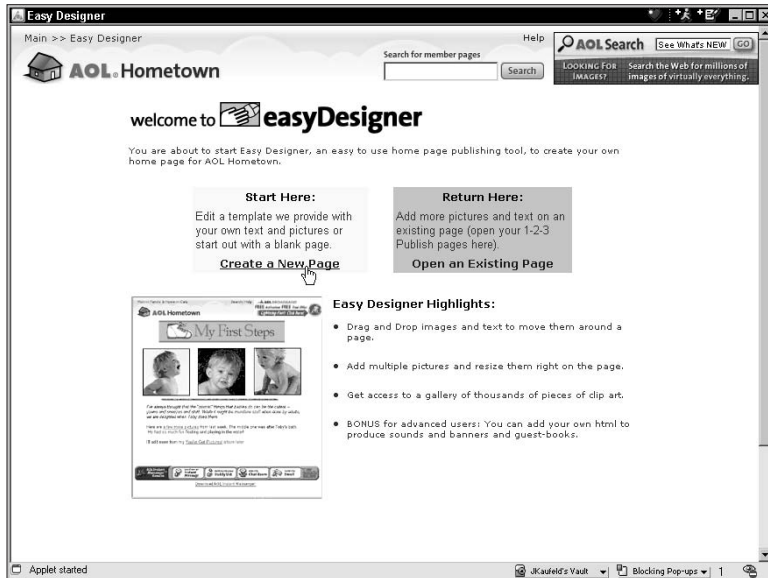 Easy Designer
Main >> Easy Designer
Help
AOL Hometown
Search for member pages
Search
AOL Search
See What's NEW
GO
LOOKING FOR IMAGES?
Search the Web for millions of images of virtually everything.
welcome to easyDesigner
You are about to start Easy Designer, an easy to use home page publishing tool, to create your own
home page for AOL Hometown.
Start Here:
Edit a template we provide with
your own text and pictures or
start out with a blank page.
Create a New Page
Return Here:
Add more pictures and text on an
existing page (open your 1-2-3
Publish pages here).
Open an Existing Page
AOL Hometown
My First Steps
Easy Designer Highlights:
• Drag and Drop images and text to move them around a
page.
• Add multiple pictures and resize them right on the page.
• Get access to a gallery of thousands of pieces of clip art.
• BONUS for advanced users: You can add your own html to
produce sounds and banners and guest-books.
Applet started
JKaufeld's Vault
Blocking Pop-ups
1